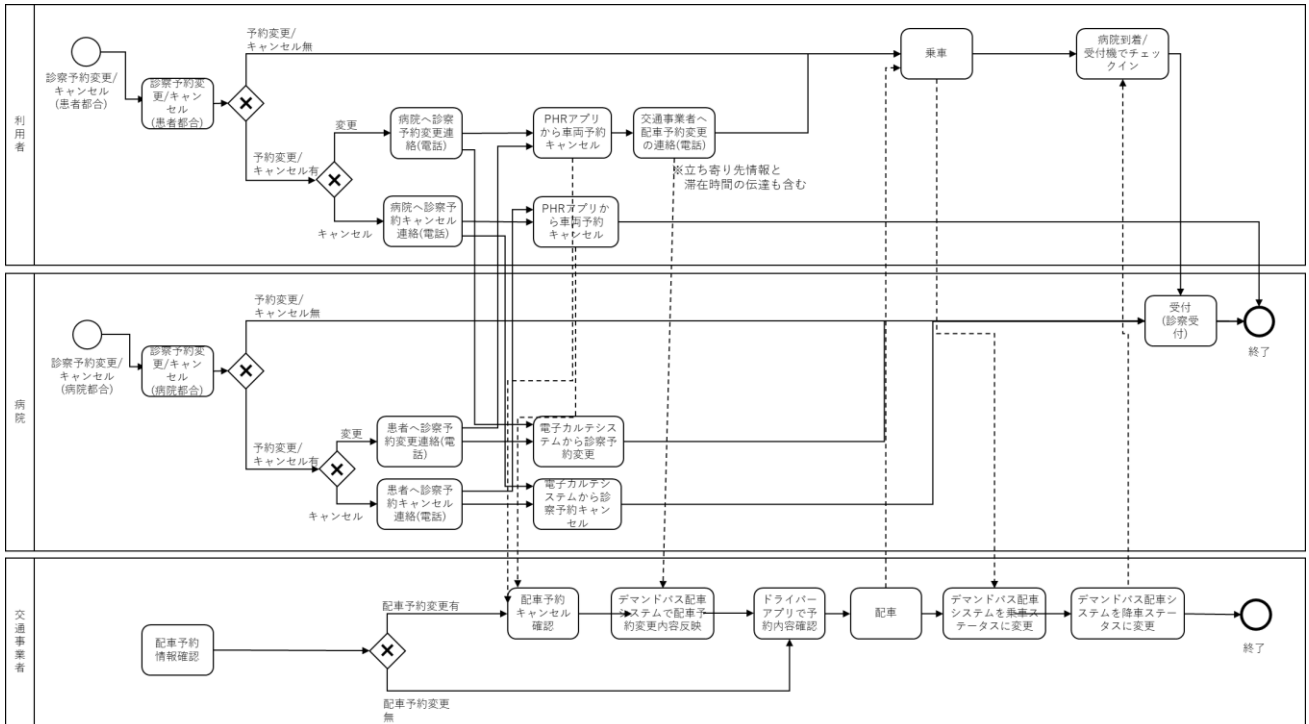 利用者
診察予約変更/
キャンセル
(患者都合)
診察予約変
更/キャンセ
ル
(患者都合)
予約変更/
キャンセル無
予約変更/
キャンセル有
変更
キャンセル
病院へ診察
予約変更連
絡(電話)
病院へ診察予
約キャンセル
連絡(電話)
PHRアプリ
から車両予約
キャンセル
PHRアプリか
ら車両予約
キャンセル
交通事業者へ
配車予約変更
の連絡(電話)
※立ち寄り先情報と
滞在時間の伝達も含む
乗車
病院到着/
受付機でチェッ
クイン
病院
診察予約変更/
キャンセル
(病院都合)
診察予約変
更/キャンセ
ル
(病院都合)
予約変更/
キャンセル無
予約変更/
キャンセル有
変更
キャンセル
患者へ診察予
約変更連絡(電
話)
患者へ診察予
約キャンセル
連絡(電話)
電子カルテシス
テムから診察予
約変更
電子カルテシ
ステムから診
察予約キャン
セル
受付
(診察受
付)
終了
交通事業者
配車予約
情報確認
配車予約変更有
配車予約変更
無
配車予約
キャンセル
確認
デマンドバス配車
システムで配車予
約変更内容反映
ドライバー
アプリで予
約内容確認
配車
デマンドバス配車
システムを乗車ス
テータスに変更
デマンドバス配車シ
ステムを降車ステー
タスに変更
終了